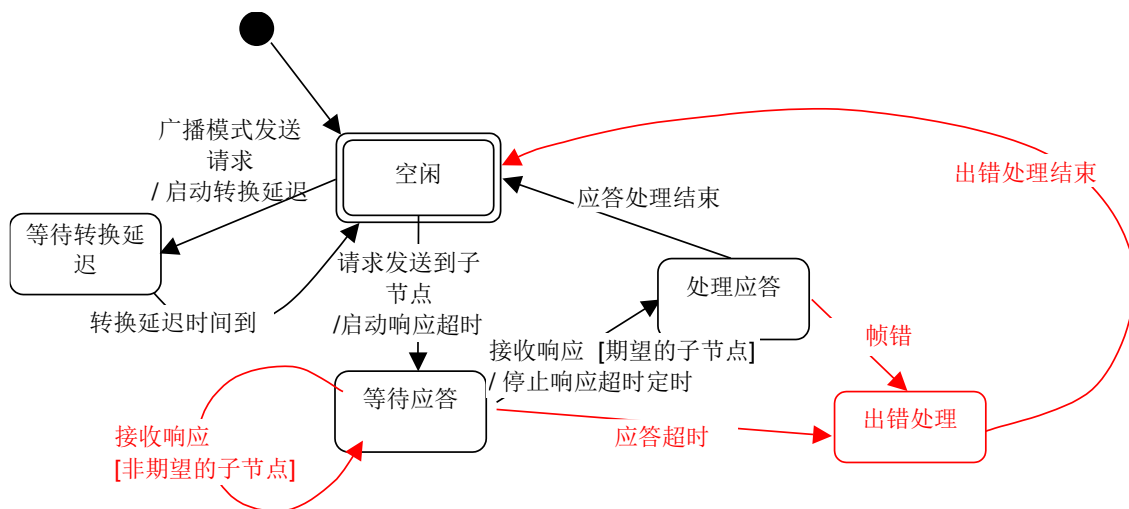 广播模式发送
请求
/ 启动转换延迟
空闲
出错处理结束
应答处理结束
等待转换延
迟
请求发送到子
节点
/启动响应超时
处理应答
转换延迟时间到
接收响应 [期望的子节点]
/ 停止响应超时定时
帧错
等待应答
出错处理
应答超时
接收响应
[非期望的子节点]